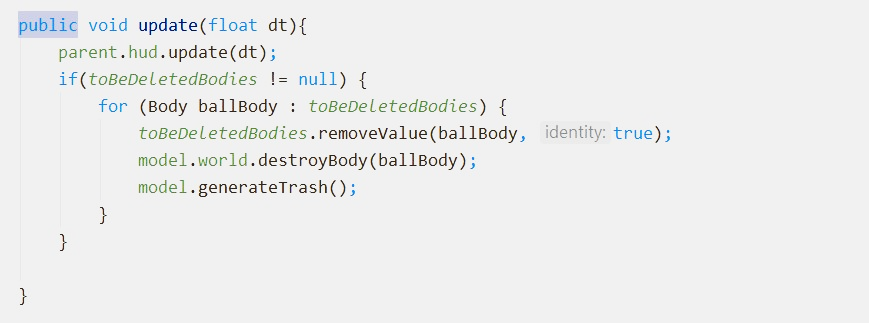 public void update(float dt){
    parent.hud.update(dt);
    if(toBeDeletedBodies != null) {
        for (Body ballBody : toBeDeletedBodies) {
            toBeDeletedBodies.removeValue(ballBody, identity: true);
            model.world.destroyBody(ballBody);
            model.generateTrash();
        }
    }
}